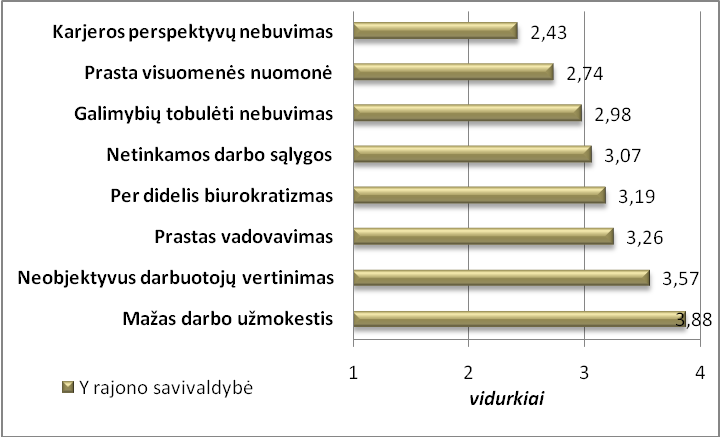 Karjeros perspektyvų nebuvimas 2,43
Prasta visuomenės nuomonė 2,74
Galimybių tobulėti nebuvimas 2,98
Netinkamos darbo sąlygos 3,07
Per didelis biurokratizmas 3,19
Prastas vadovavimas 3,26
Neobjektyvus darbuotojų vertinimas 3,57
Mažas darbo užmokestis 3,88
1 2 3 4
Y rajono savivaldybė
vidurkiai